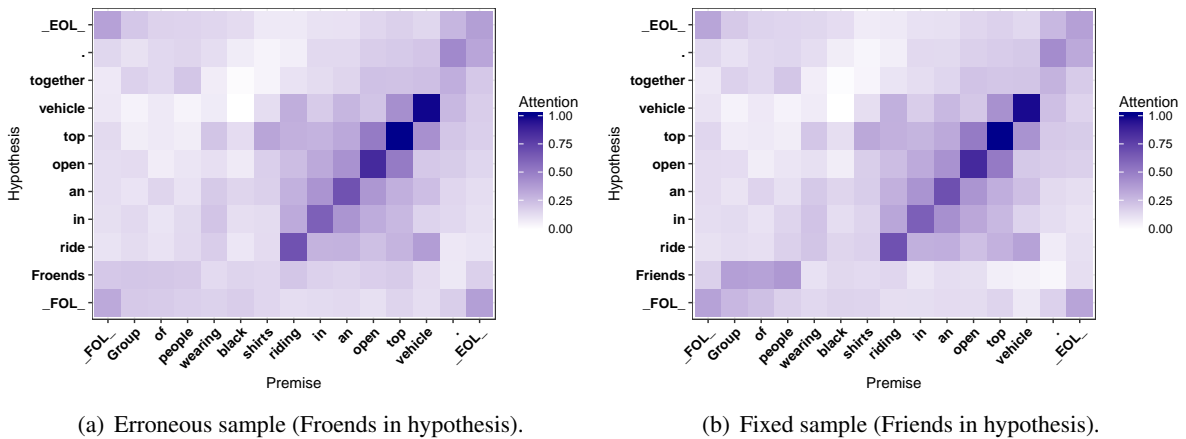 _EOL_
.
together
vehicle
top
open
an
in
ride
Froends
_FOL_
Hypothesis
_FOL_
Group
of
people
wearing
black
shirts
riding
in
an
open
top
vehicle
.
_EOL_
Premise
Attention
1.00
0.75
0.50
0.25
0.00
(a) Erroneous sample (Froends in hypothesis).
_EOL_
.
together
vehicle
top
open
an
in
ride
Friends
_FOL_
Hypothesis
_FOL_
Group
of
people
wearing
black
shirts
riding
in
an
open
top
vehicle
.
_EOL_
Premise
Attention
1.00
0.75
0.50
0.25
0.00
(b) Fixed sample (Friends in hypothesis).